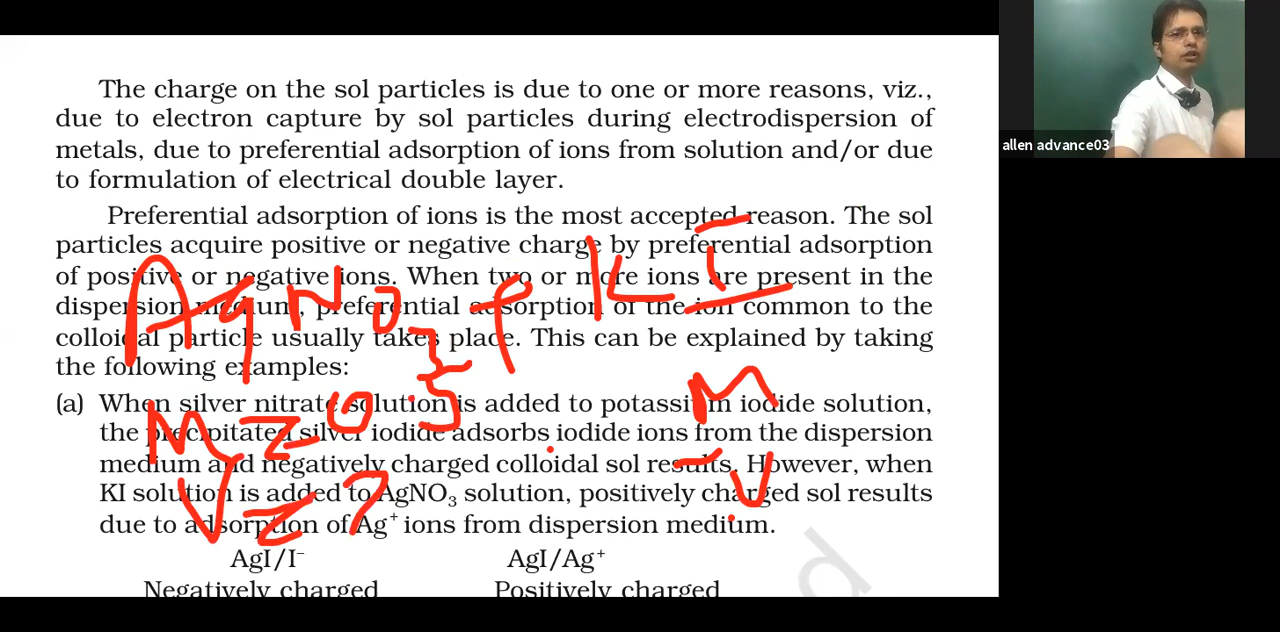 The charge on the sol particles is due to one or more reasons, viz.,
due to electron capture by sol particles during electrodispersion of
metals, due to preferential adsorption of ions from solution and/or due
to formulation of electrical double layer.
Preferential adsorption of ions is the most accepted reason. The sol
particles acquire positive or negative charge by preferential adsorption
of positive or negative ions. When two or more ions are present in the
dispersion medium, preferential adsorption of the ion common to the
colloidal particle usually takes place. This can be explained by taking
the following examples:
(a) When silver nitrate solution is added to potassium iodide solution,
the precipitated silver iodide adsorbs iodide ions from the dispersion
medium and negatively charged colloidal sol results. However, when
KI solution is added to AgNO₃ solution, positively charged sol results
due to adsorption of Ag⁺ ions from dispersion medium.
AgI/I⁻ AgI/Ag⁺
Negatively charged Positively charged
AgNO3 + KI
M
V
allen advance03